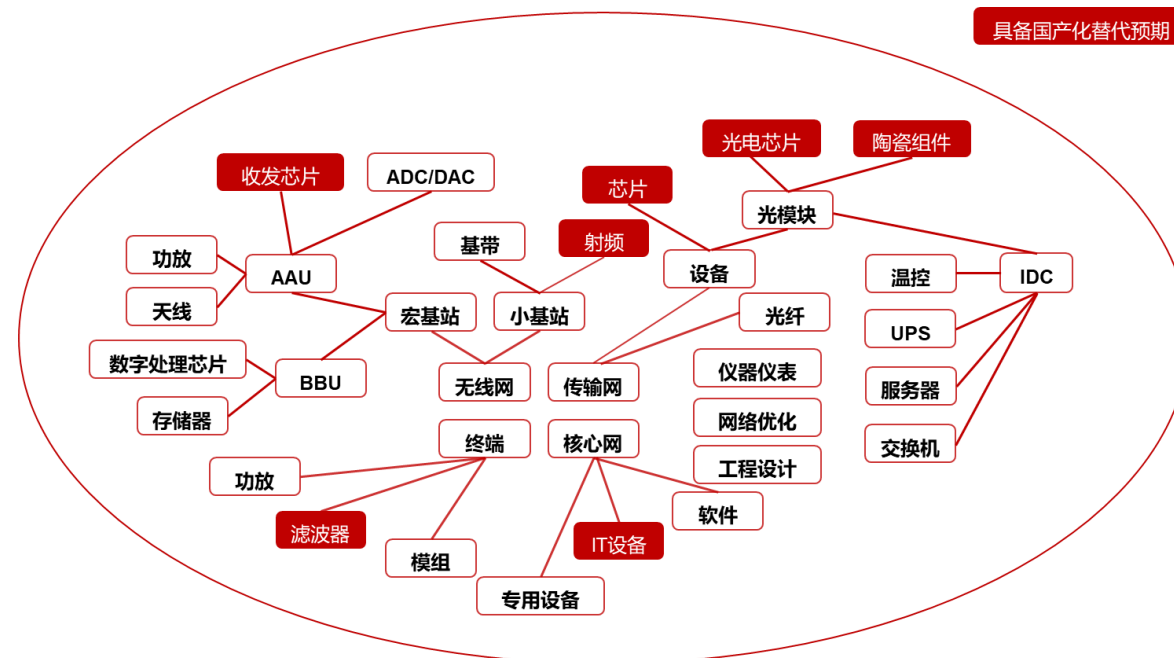 具备国产化替代预期
光电芯片
陶瓷组件
收发芯片
ADC/DAC
芯片
光模块
基带
射频
功放
AAU
设备
温控
IDC
天线
宏基站
小基站
光纤
UPS
数字处理芯片
BBU
无线网
传输网
仪器仪表
服务器
存储器
网络优化
终端
核心网
交换机
功放
工程设计
软件
滤波器
IT设备
模组
专用设备